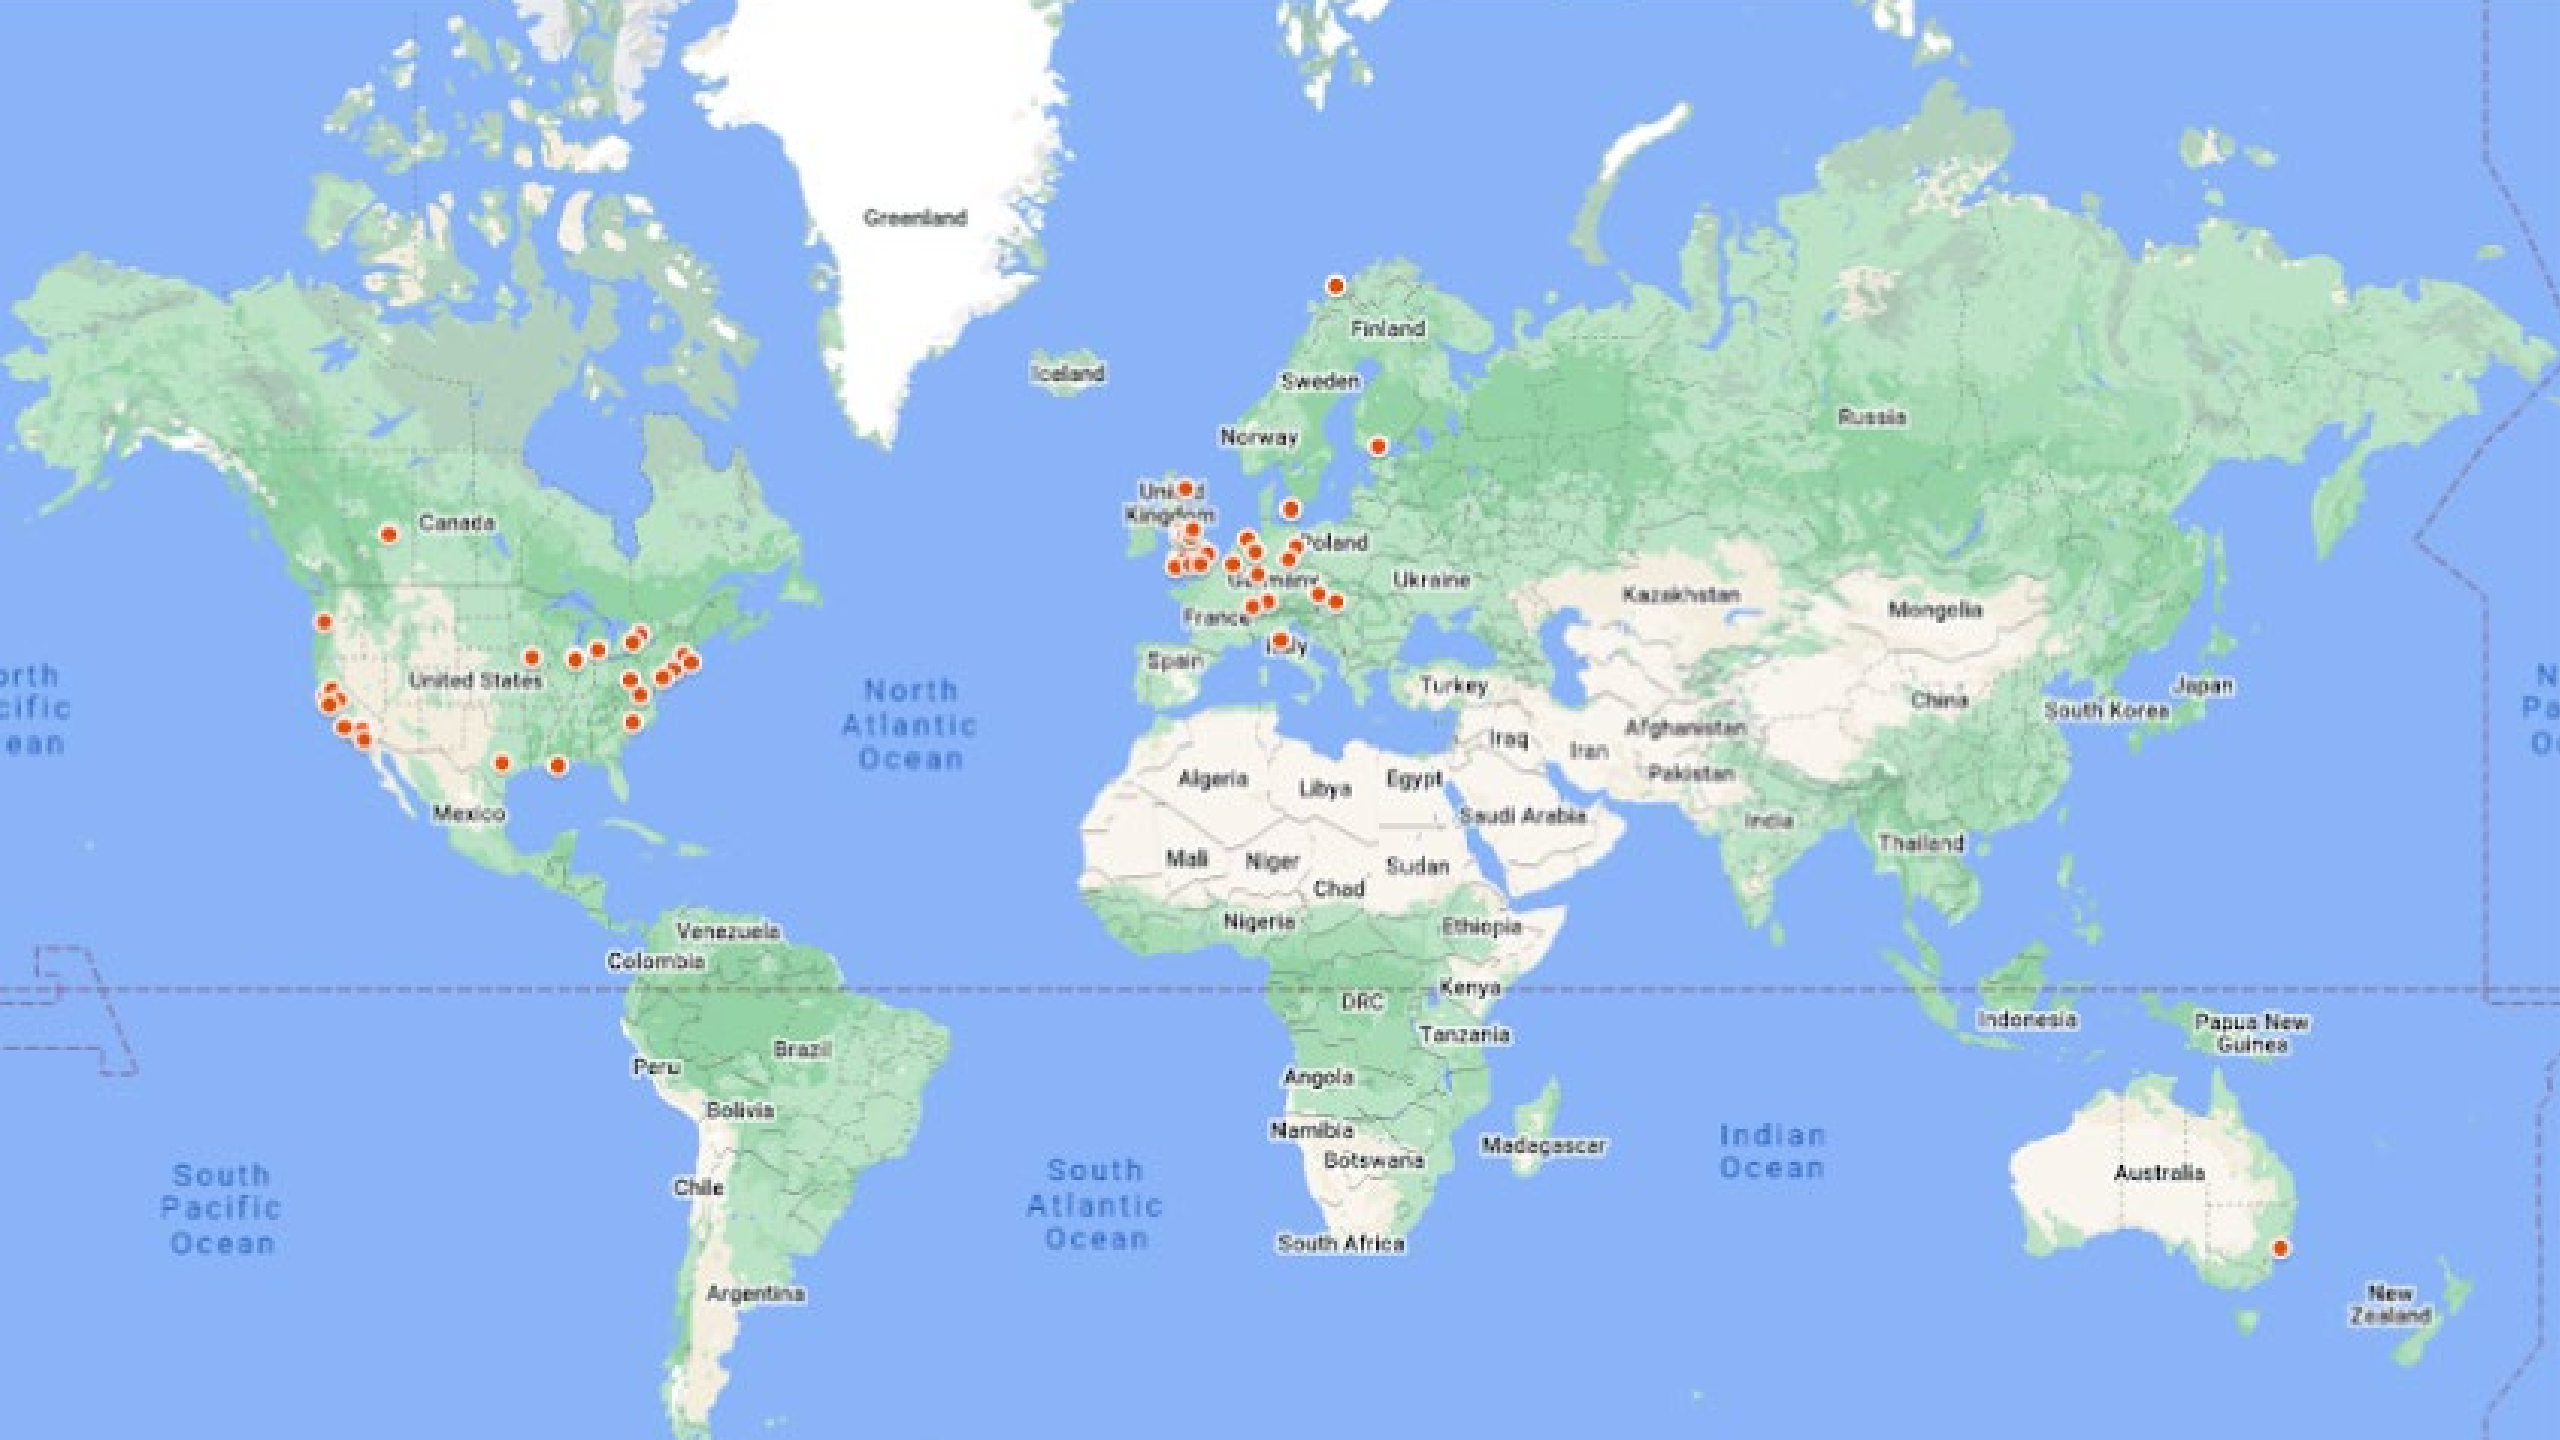 Greenland
Iceland
Finland
Sweden
Russia
Norway
Canada
Kingdom
Poland
Ukraine
Kazakhstan
Mongolia
France
Spain
United States
Turkey
China
Japan
South Korea
North
Atlantic
Ocean
Afghanistan
Iraq
Iran
Pakistan
Algeria
Libya
Egypt
Saudi Arabia
India
Mexico
Thailand
Mali
Niger
Sudan
Chad
Nigeria
Ethiopia
Venezuela
Colombia
Kenya
DRC
Indonesia
Papua New
Guinea
Tanzania
Brazil
Peru
Angola
Bolivia
Namibia
Madagascar
Botswana
Indian
Ocean
Australia
South
Pacific
Ocean
Chile
South
Atlantic
Ocean
South Africa
Argentina
New
Zealand